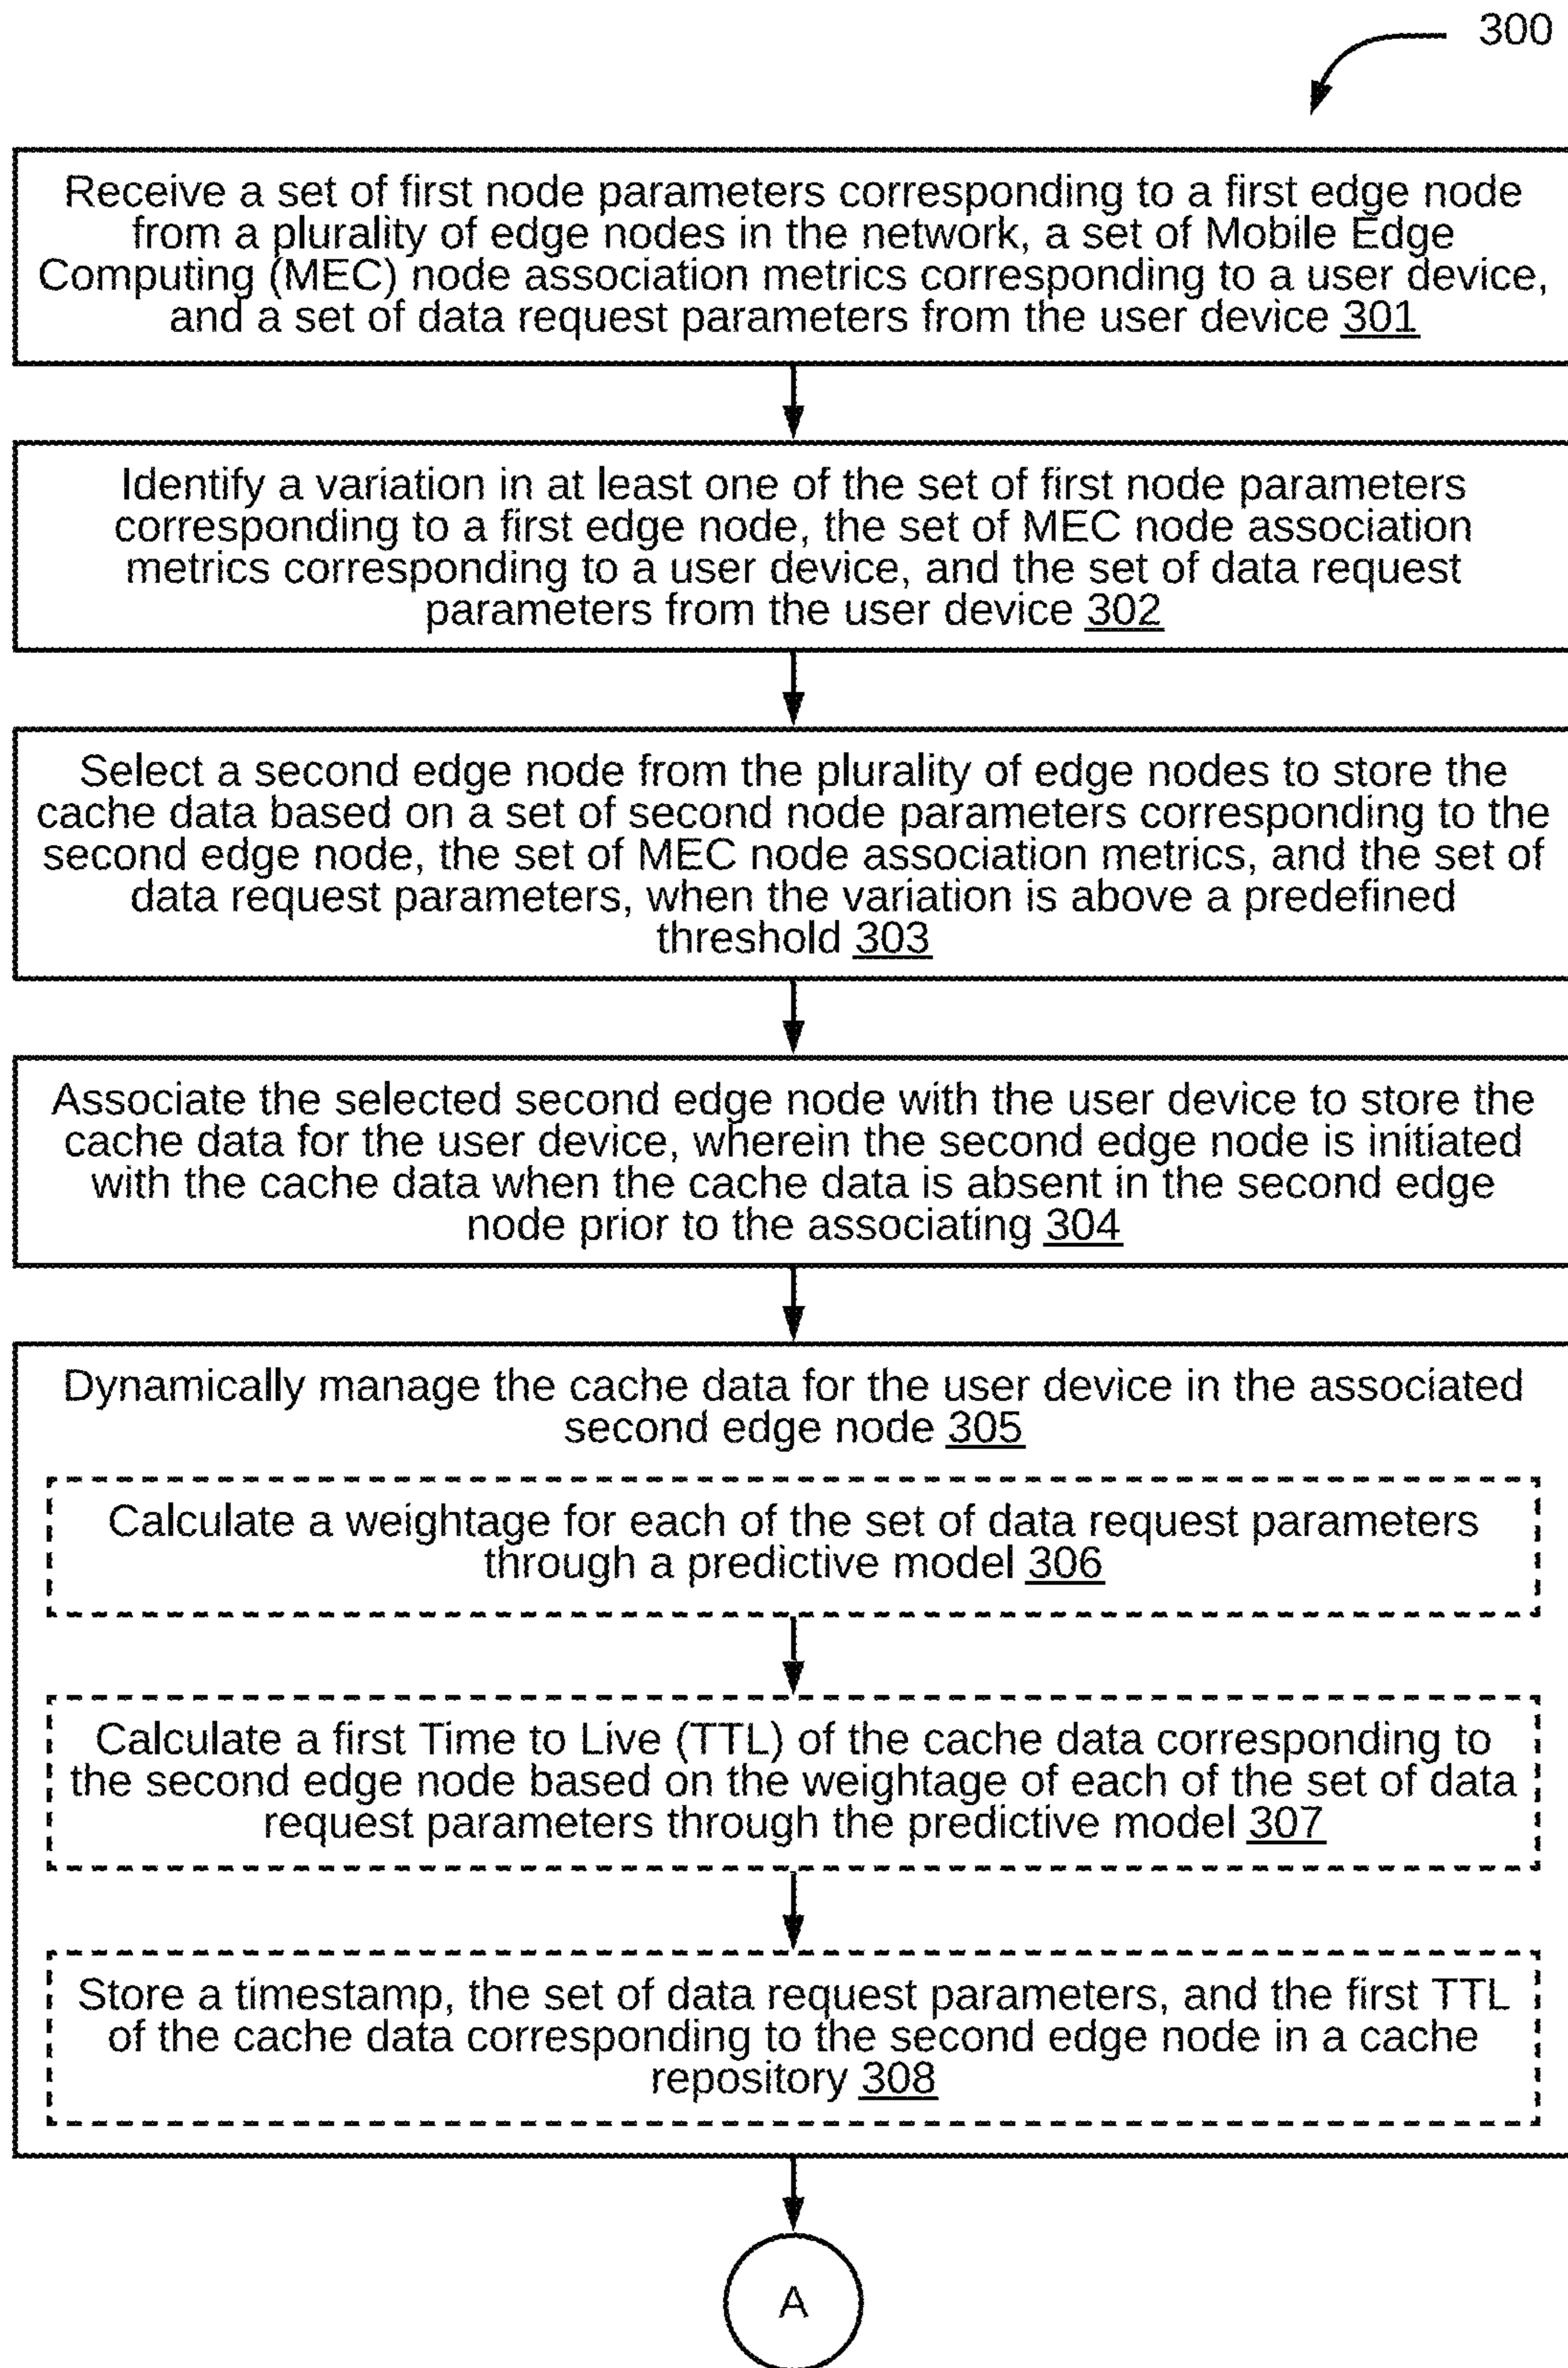 300
Receive a set of first node parameters corresponding to a first edge node
from a plurality of edge nodes in the network, a set of Mobile Edge
Computing (MEC) node association metrics corresponding to a user device,
and a set of data request parameters from the user device 301
Identify a variation in at least one of the set of first node parameters
corresponding to a first edge node, the set of MEC node association
metrics corresponding to a user device, and the set of data request
parameters from the user device 302
Select a second edge node from the plurality of edge nodes to store the
cache data based on a set of second node parameters corresponding to the
second edge node, the set of MEC node association metrics, and the set of
data request parameters, when the variation is above a predefined
threshold 303
Associate the selected second edge node with the user device to store the
cache data for the user device, wherein the second edge node is initiated
with the cache data when the cache data is absent in the second edge
node prior to the associating 304
Dynamically manage the cache data for the user device in the associated
second edge node 305
Calculate a weightage for each of the set of data request parameters
through a predictive model 306
Calculate a first Time to Live (TTL) of the cache data corresponding to
the second edge node based on the weightage of each of the set of data
request parameters through the predictive model 307
Store a timestamp, the set of data request parameters, and the first TTL
of the cache data corresponding to the second edge node in a cache
repository 308
A